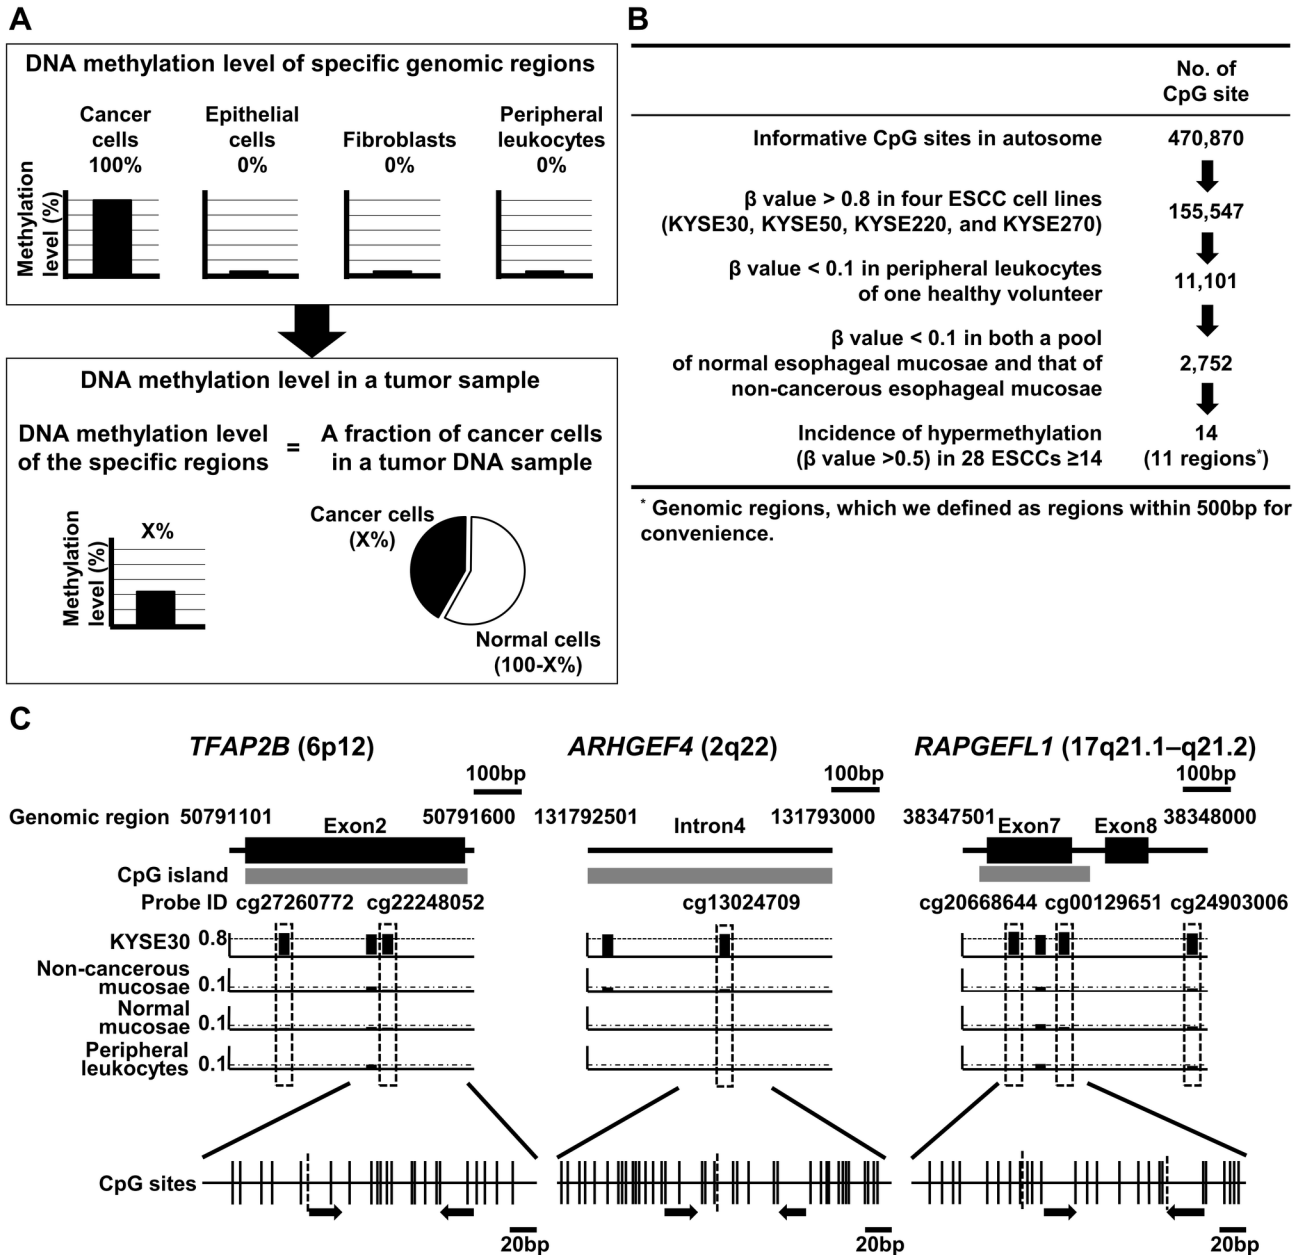 A
DNA methylation level of specific genomic regions
Cancer
cells
100%
Epithelial
cells
0%
Fibroblasts
0%
Peripheral
leukocytes
0%
Methylation
level (%)
DNA methylation level in a tumor sample
DNA methylation level
of the specific regions
=
A fraction of cancer cells
in a tumor DNA sample
Methylation
level (%)
X%
Cancer cells
(X%)
Normal cells
(100-X%)
B
No. of
CpG site
Informative CpG sites in autosome 470,870
β value > 0.8 in four ESCC cell lines
(KYSE30, KYSE50, KYSE220, and KYSE270)
155,547
β value < 0.1 in peripheral leukocytes
of one healthy volunteer
11,101
β value < 0.1 in both a pool
of normal esophageal mucosae and that of
non-cancerous esophageal mucosae
2,752
Incidence of hypermethylation
(β value >0.5) in 28 ESCCs ≥14
14
(11 regions*)
* Genomic regions, which we defined as regions within 500bp for
convenience.
C
TFAP2B (6p12) ARHGEF4 (2q22) RAPGEFL1 (17q21.1–q21.2)
100bp 100bp 100bp
Genomic region 50791101 50791600 131792501 131793000 38347501 38348000
Exon2 Intron4 Exon7 Exon8
CpG island
Probe ID cg27260772 cg22248052 cg13024709 cg20668644 cg00129651 cg24903006
KYSE30 0.8
Non-cancerous
mucosae 0.1
Normal
mucosae 0.1
Peripheral
leukocytes 0.1
CpG sites
20bp 20bp 20bp